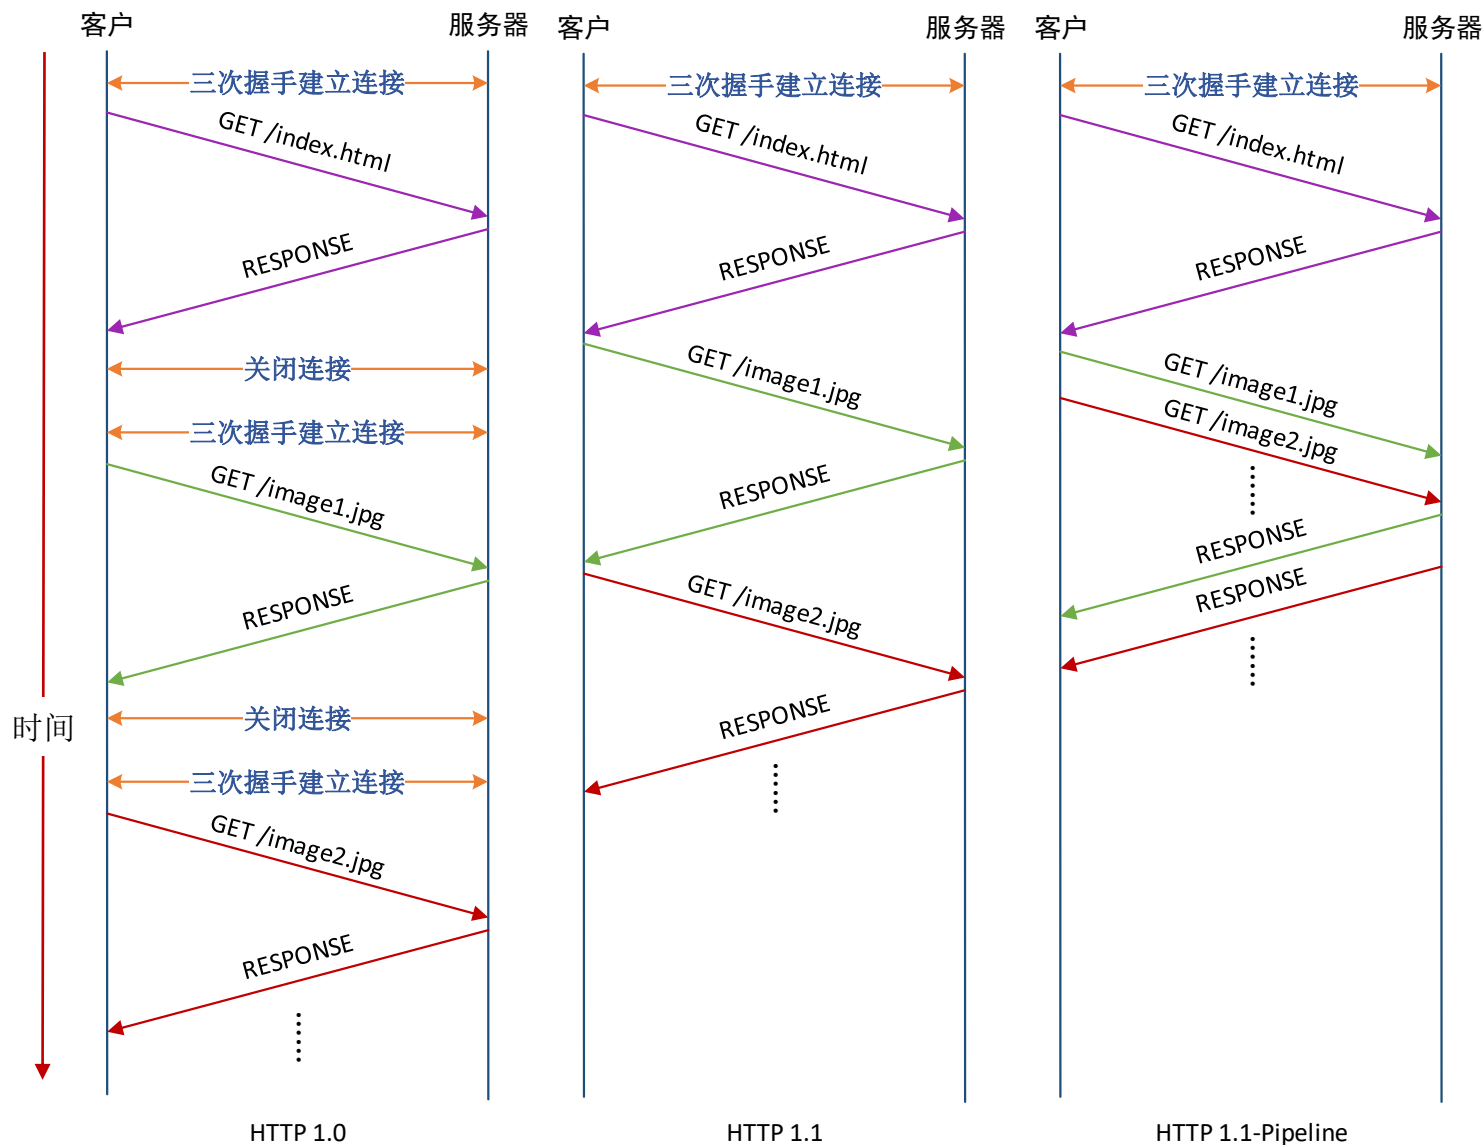 客户
服务器
三次握手建立连接
GET /index.html
RESPONSE
关闭连接
三次握手建立连接
GET /image1.jpg
RESPONSE
关闭连接
三次握手建立连接
GET /image2.jpg
RESPONSE
HTTP 1.0
时间
客户
服务器
三次握手建立连接
GET /index.html
RESPONSE
GET /image1.jpg
RESPONSE
GET /image2.jpg
RESPONSE
HTTP 1.1
客户
服务器
三次握手建立连接
GET /index.html
RESPONSE
GET /image1.jpg
GET /image2.jpg
RESPONSE
RESPONSE
HTTP 1.1-Pipeline